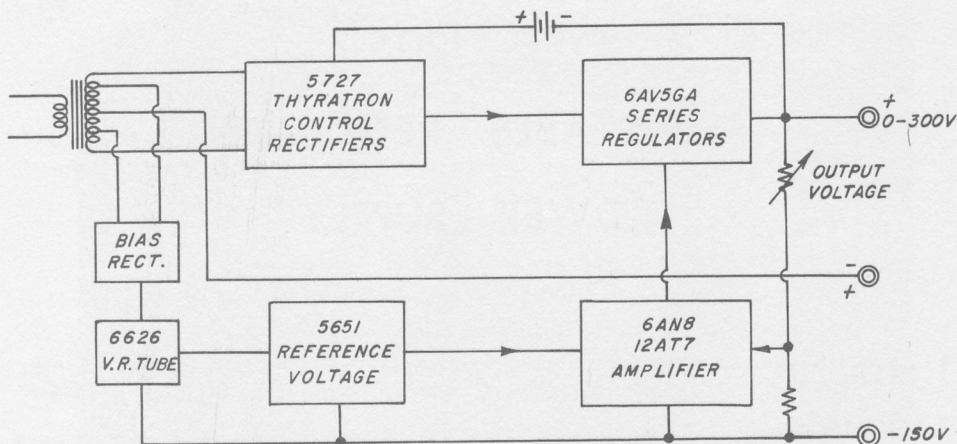 + -
5727
THYRATRON
CONTROL
RECTIFIERS
6AV5GA
SERIES
REGULATORS
+
0-300V
OUTPUT
VOLTAGE
BIAS
RECT.
-
+
6626
V.R. TUBE
5651
REFERENCE
VOLTAGE
6AN8
12AT7
AMPLIFIER
-150V